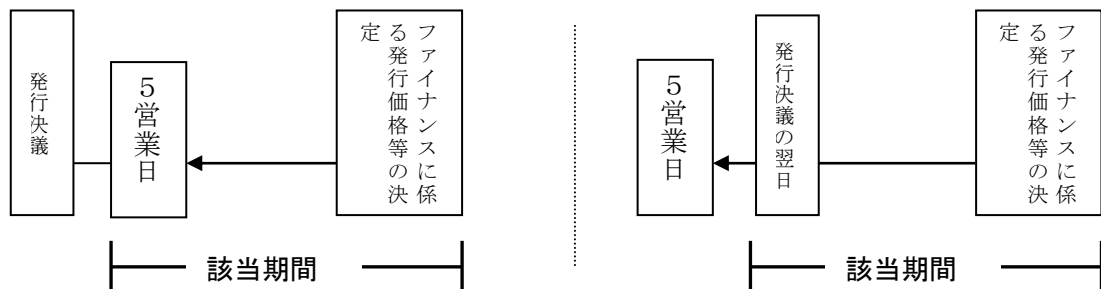 発行決議
５営業日
ファイナンスに係
る発行価格等の決
定
該当期間
５営業日
発行決議の翌日
ファイナンスに係
る発行価格等の決
定
該当期間